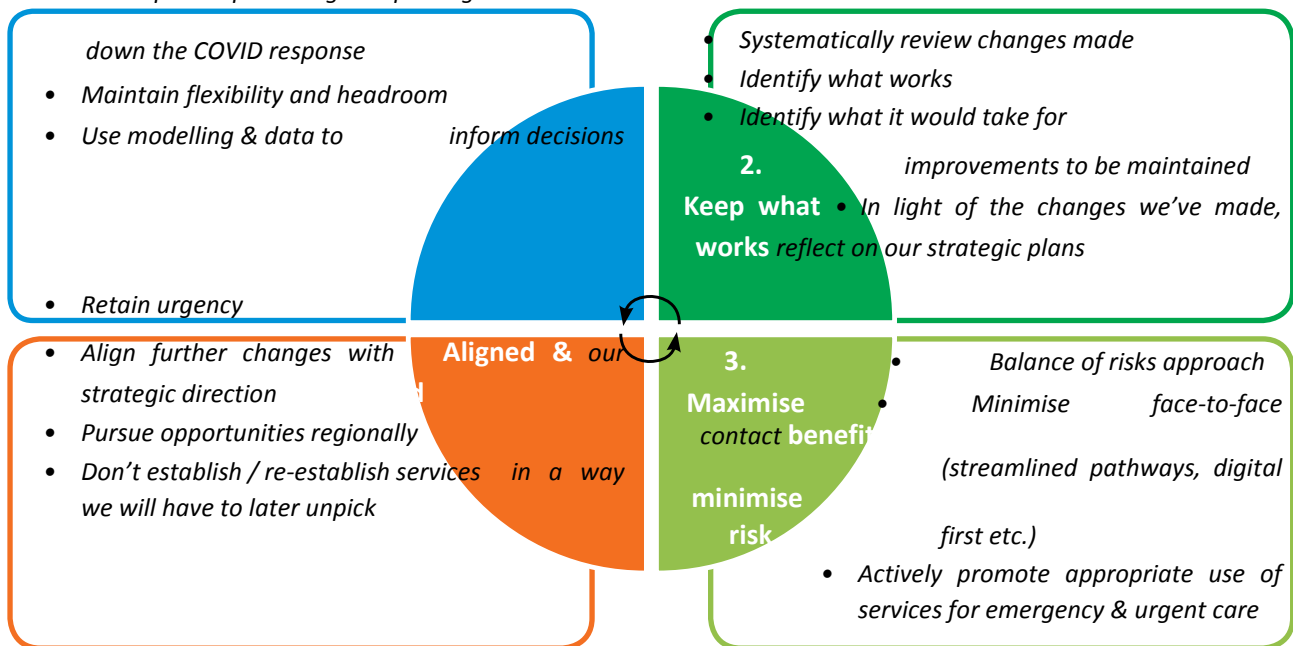 down the COVID response
• Maintain flexibility and headroom
• Use modelling & data to inform decisions
• Retain urgency
• Systematically review changes made
• Identify what works
• Identify what it would take for
2. improvements to be maintained
Keep what • In light of the changes we’ve made,
works reflect on our strategic plans
• Align further changes with Aligned & our
strategic direction d
• Pursue opportunities regionally
• Don’t establish / re-establish services in a way
we will have to later unpick
3. • Balance of risks approach
Maximise • Minimise face-to-face
contact benefit
(streamlined pathways, digital
minimise
risk first etc.)
• Actively promote appropriate use of
services for emergency & urgent care